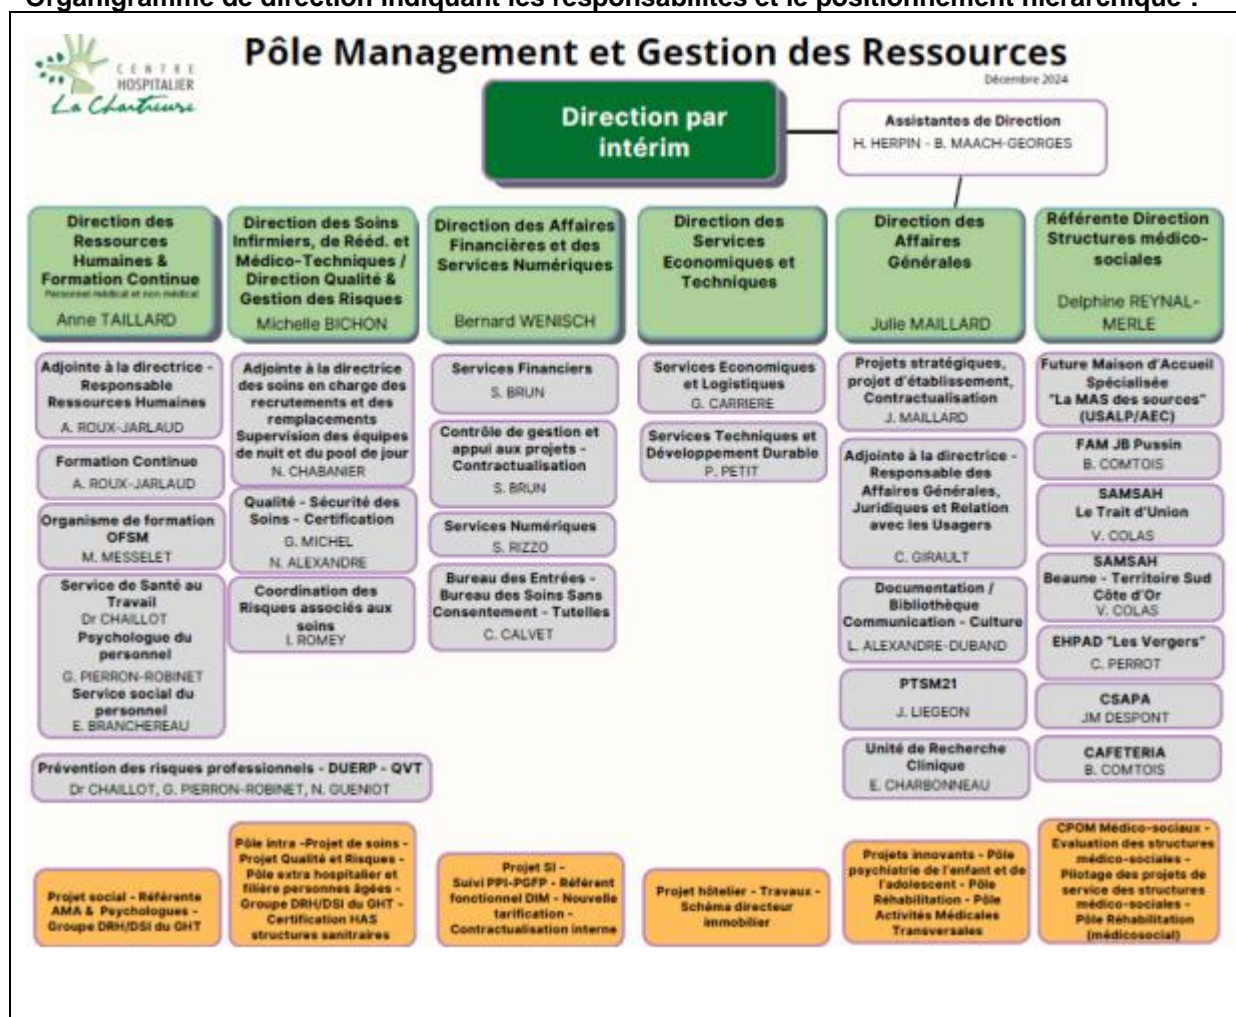 Organigramme de direction indiquant les responsabilités et le positionnement hiérarchique :
CENTRE
HOSPITALIER
La Chartreuse
Pôle Management et Gestion des Ressources
Décembre 2024
Direction par
intérim
Assistantes de Direction
H. HERPIN - B. MAACH-GEORGES
Direction des
Ressources
Humaines &
Formation Continue
Personnel médical et non médical
Anne TAILLARD
Direction des Soins
Infirmiers, de Rééd. et
Médico-Techniques /
Direction Qualité &
Gestion des Risques
Michelle BICHON
Direction des Affaires
Financières et des
Services Numériques
Bernard WENISCH
Direction des
Services
Economiques et
Techniques
Direction des
Affaires
Générales
Julie MAILLARD
Référente Direction
Structures médico-
sociales
Delphine REYNAL-
MERLE
Adjointe à la directrice -
Responsable
Ressources Humaines
A. ROUX-JARLAUD
Formation Continue
A. ROUX-JARLAUD
Organisme de formation
OFSM
M. MESSELET
Service de Santé au
Travail
Dr CHAILLOT
Psychologue du
personnel
G. PIERRON-ROBINET
Service social du
personnel
E. BRANCHEREAU
Adjointe à la directrice
des soins en charge des
recrutements et des
remplacements
Supervision des équipes
de nuit et du pool de jour
N. CHABANIER
Qualité - Sécurité des
Soins - Certification
G. MICHEL
N. ALEXANDRE
Coordination des
Risques associés aux
soins
I. ROMEY
Prévention des risques professionnels - DUERP - QVT
Dr CHAILLOT, G. PIERRON-ROBINET, N. GUENIOT
Services Financiers
S. BRUN
Contrôle de gestion et
appui aux projets -
Contractualisation
S. BRUN
Services Numériques
S. RIZZO
Bureau des Entrées -
Bureau des Soins Sans
Consentement - Tutelles
C. CALVET
Services Economiques
et Logistiques
G. CARRIERE
Services Techniques et
Développement Durable
P. PETIT
Projets stratégiques,
projet d'établissement,
Contractualisation
J. MAILLARD
Adjointe à la directrice -
Responsable des
Affaires Générales,
Juridiques et Relation
avec les Usagers
C. GIRAULT
Documentation /
Bibliothèque
Communication - Culture
L. ALEXANDRE-DUBAND
PTSM21
J. LIEGEON
Unité de Recherche
Clinique
E. CHARBONNEAU
Future Maison d'Accueil
Spécialisée
"La MAS des sources"
(USALP/AEC)
FAM JB Pussin
B. COMTOIS
SAMSAH
Le Trait d'Union
V. COLAS
SAMSAH
Beaune - Territoire Sud
Côte d'Or
V. COLAS
EHPAD "Les Vergers"
C. PERROT
CSAPA
JM DESPONT
CAFETERIA
B. COMTOIS
Projet social - Référente
AMA & Psychologues -
Groupe DRH/DSI du GHT
Pôle intra -Projet de soins -
Projet Qualité et Risques -
Pôle extra hospitalier et
filière personnes âgées -
Groupe DRH/DSI du GHT -
Certification HAS
structures sanitaires
Projet SI -
Suivi PPI-PGFP - Référent
fonctionnel DIM - Nouvelle
tarification -
Contractualisation interne
Projet hôtelier - Travaux -
Schéma directeur
immobilier
Projets innovants - Pôle
psychiatrie de l'enfant et de
l'adolescent - Pôle
Réhabilitation - Pôle
Activités Médicales
Transversales
CPOM Médico-sociaux -
Evaluation des structures
médico-sociales -
Pilotage des projets de
service des structures
médico-sociales -
Pôle Réhabilitation
(médicosocial)